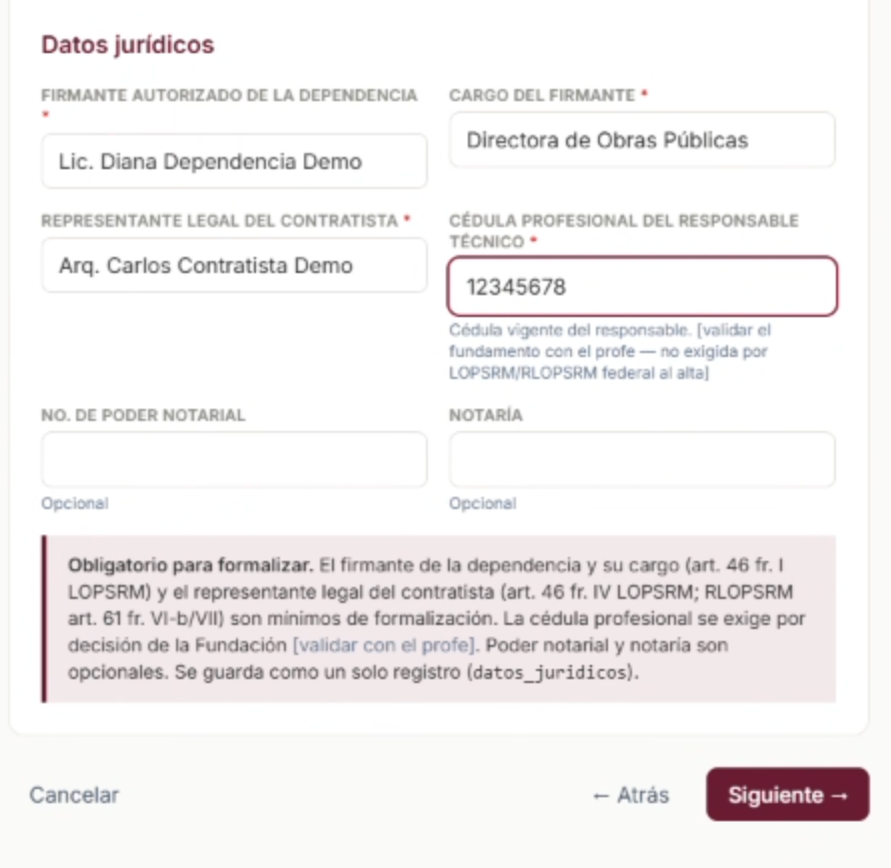 Datos jurídicos
FIRMANTE AUTORIZADO DE LA DEPENDENCIA
*
CARGO DEL FIRMANTE *
Lic. Diana Dependencia Demo
Directora de Obras Públicas
REPRESENTANTE LEGAL DEL CONTRATISTA *
CÉDULA PROFESIONAL DEL RESPONSABLE
TÉCNICO *
Arq. Carlos Contratista Demo
12345678
Cédula vigente del responsable. [validar el
fundamento con el profe — no exigida por
LOPSRM/RLOPSRM federal al alta]
NO. DE PODER NOTARIAL
NOTARÍA
Opcional
Opcional
Obligatorio para formalizar. El firmante de la dependencia y su cargo (art. 46 fr. I
LOPSRM) y el representante legal del contratista (art. 46 fr. IV LOPSRM; RLOPSRM
art. 61 fr. VI-b/VII) son mínimos de formalización. La cédula profesional se exige por
decisión de la Fundación [validar con el profe]. Poder notarial y notaría son
opcionales. Se guarda como un solo registro (datos_juridicos).
Cancelar
← Atrás
Siguiente →